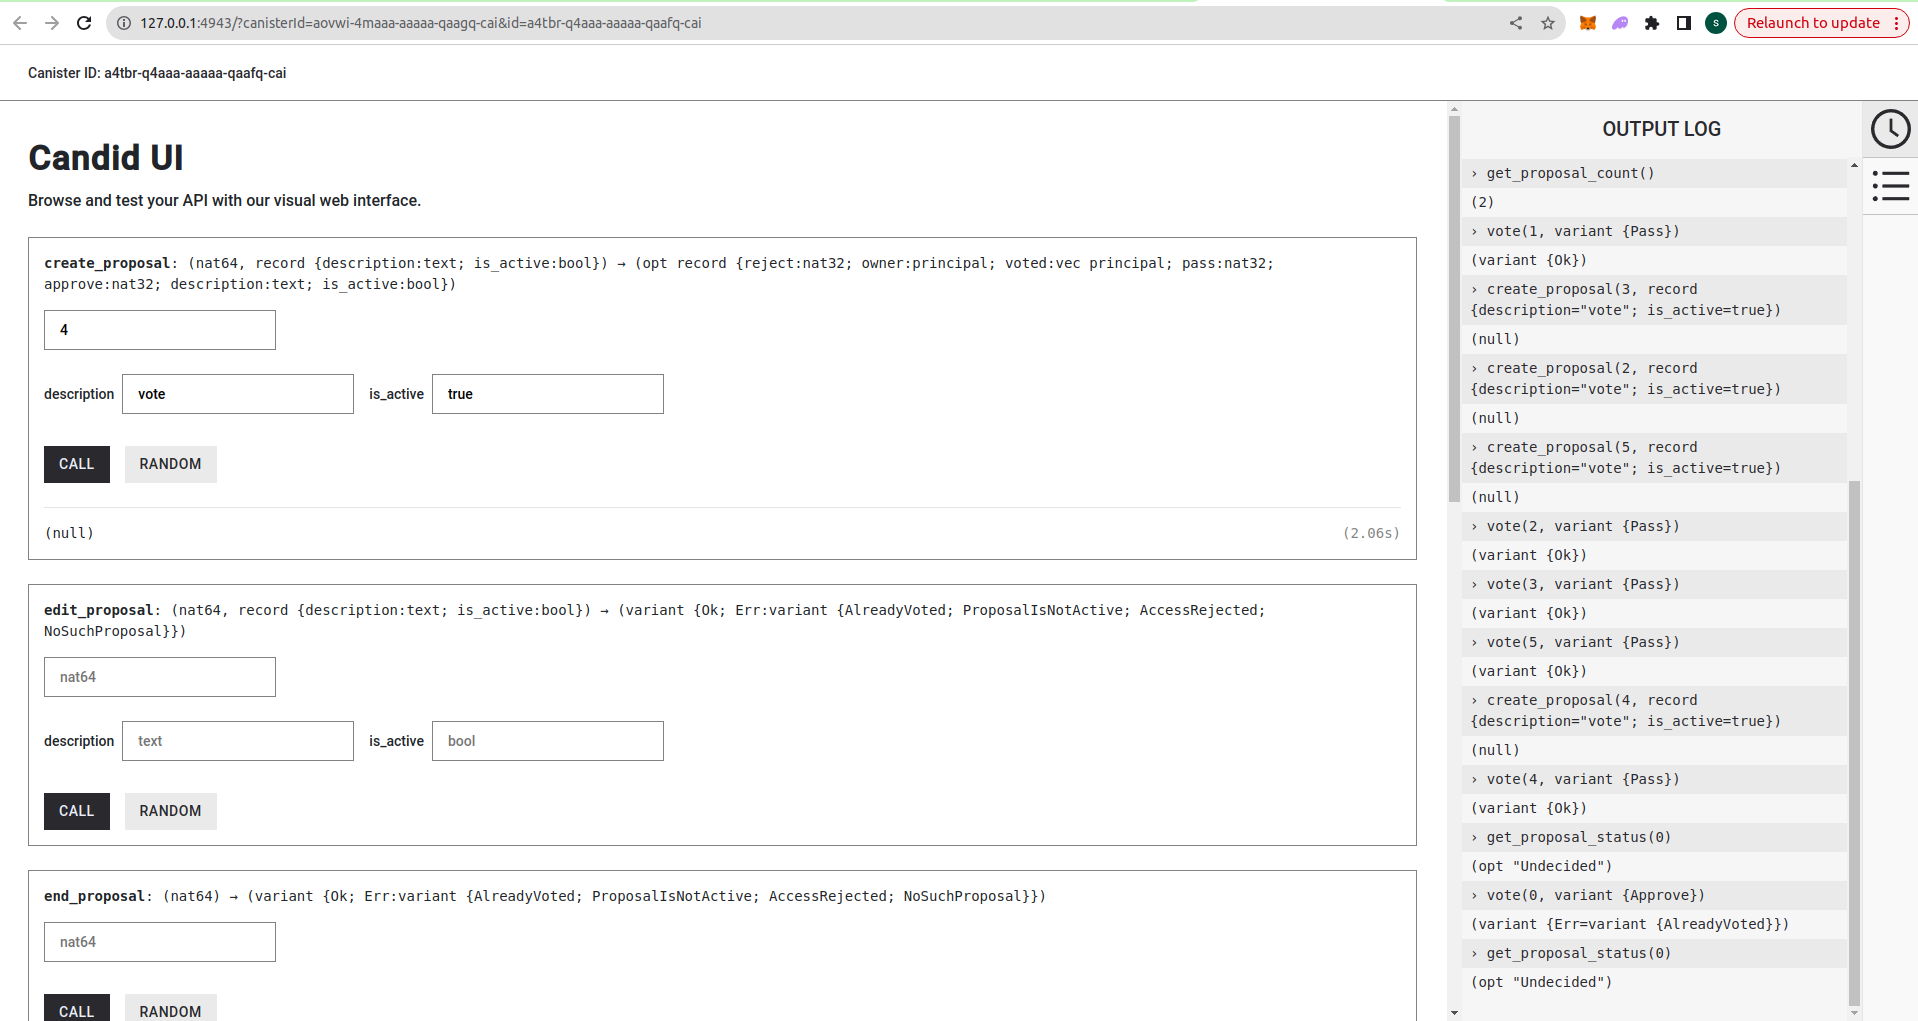 127.0.0.1:4943/?canisterId=aovwi-4maaa-aaaaa-qaagq-cai&id=a4tbr-q4aaa-aaaaa-qaafq-cai
S
Relaunch to update
Canister ID: a4tbr-q4aaa-aaaaa-qaafq-cai
Candid UI
Browse and test your API with our visual web interface.
create_proposal: (nat64, record {description:text; is_active:bool}) → (opt record {reject:nat32; owner:principal; voted:vec principal; pass:nat32;
approve:nat32; description:text; is_active:bool})
4
description vote is_active true
CALL RANDOM
(null) (2.06s)
edit_proposal: (nat64, record {description:text; is_active:bool}) → (variant {Ok; Err:variant {AlreadyVoted; ProposalIsNotActive; AccessRejected;
NoSuchProposal}})
nat64
description text is_active bool
CALL RANDOM
end_proposal: (nat64) → (variant {Ok; Err:variant {AlreadyVoted; ProposalIsNotActive; AccessRejected; NoSuchProposal}})
nat64
CALL RANDOM
OUTPUT LOG
› get_proposal_count()
(2)
› vote(1, variant {Pass})
(variant {Ok})
› create_proposal(3, record
{description="vote"; is_active=true})
(null)
› create_proposal(2, record
{description="vote"; is_active=true})
(null)
› create_proposal(5, record
{description="vote"; is_active=true})
(null)
› vote(2, variant {Pass})
(variant {Ok})
› vote(3, variant {Pass})
(variant {Ok})
› vote(5, variant {Pass})
(variant {Ok})
› create_proposal(4, record
{description="vote"; is_active=true})
(null)
› vote(4, variant {Pass})
(variant {Ok})
› get_proposal_status(0)
(opt "Undecided")
› vote(0, variant {Approve})
(variant {Err=variant {AlreadyVoted}})
› get_proposal_status(0)
(opt "Undecided")